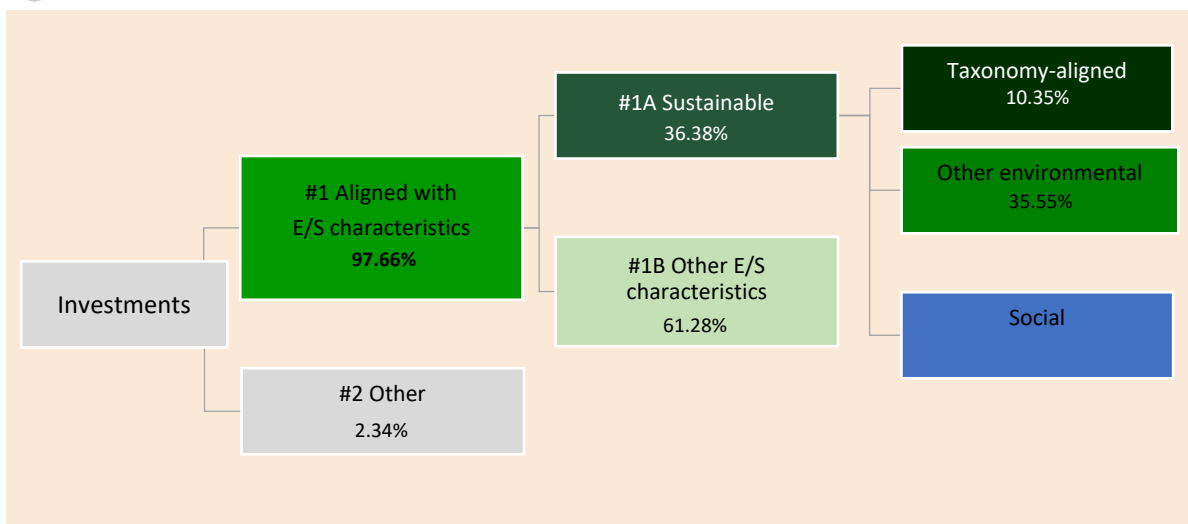 Investments
#1 Aligned with
E/S characteristics
97.66%
#2 Other
2.34%
#1A Sustainable
36.38%
#1B Other E/S
characteristics
61.28%
Taxonomy-aligned
10.35%
Other environmental
35.55%
Social